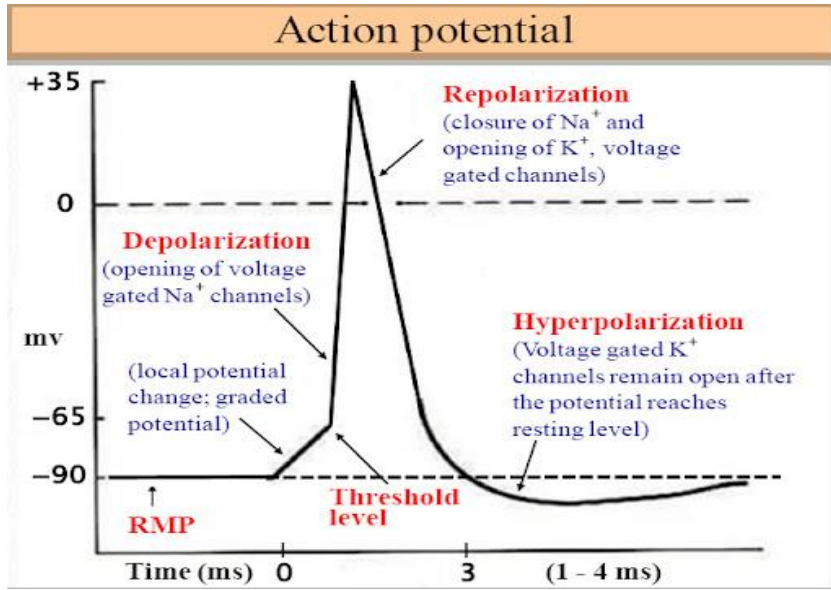 Action potential
+35
Repolarization
(closure of Na+ and
opening of K+, voltage
gated channels)
0
Depolarization
(opening of voltage
gated Na+ channels)
mv
Hyperpolarization
(Voltage gated K+
channels remain open after
the potential reaches
resting level)
(local potential
change; graded
potential)
−65
−90
Threshold
level
RMP
Time (ms) 0 3 (1 - 4 ms)